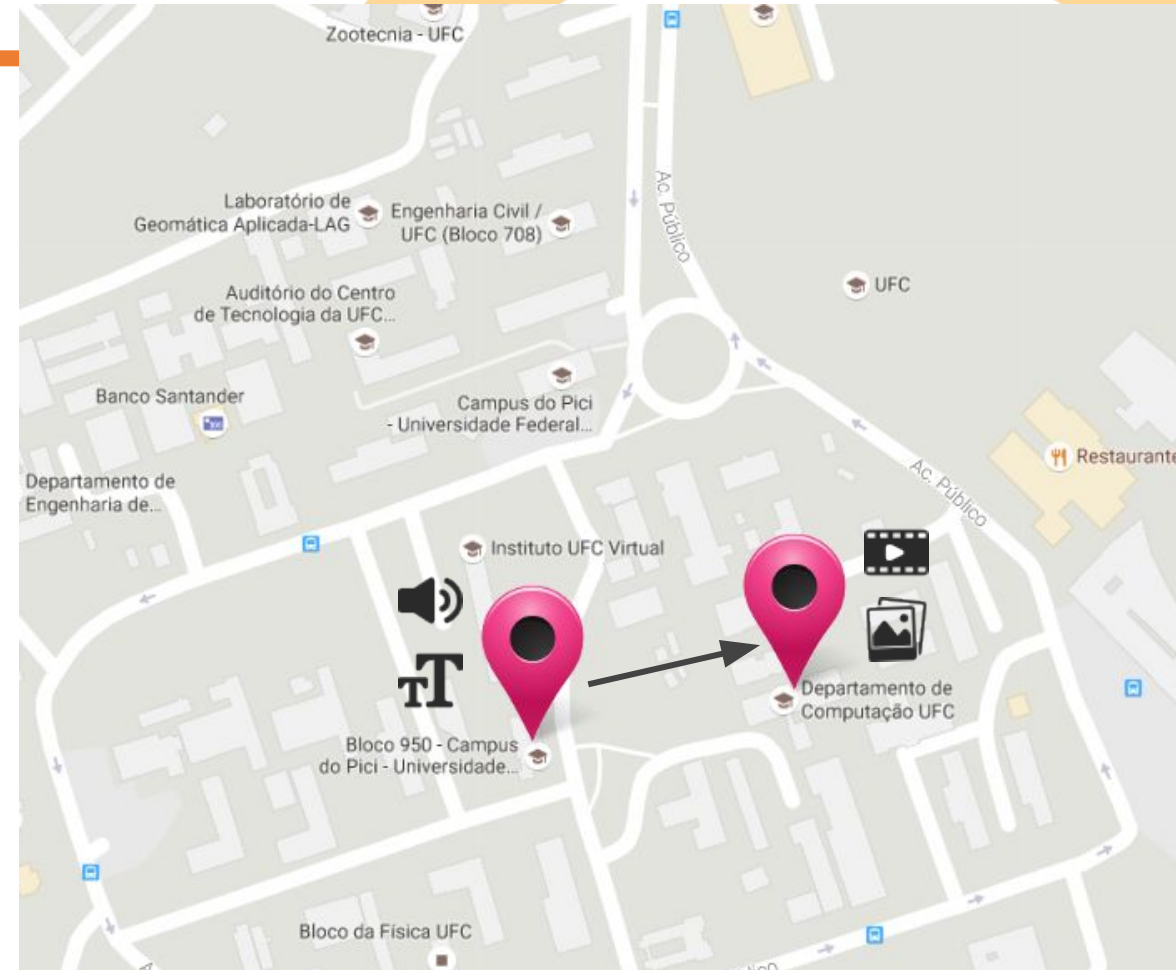 Zootecnia - UFC
Ac. Público
Laboratório de
Geomática Aplicada-LAG
Engenharia Civil /
UFC (Bloco 708)
UFC
Auditório do Centro
de Tecnologia da UFC...
Banco Santander
Campus do Pici
- Universidade Federal...
Restaurante
Departamento de
Engenharia de...
Ac. Público
Instituto UFC Virtual
TT
Departamento de
Computação UFC
Bloco 950 - Campus
do Pici - Universidade...
Bloco da Física UFC